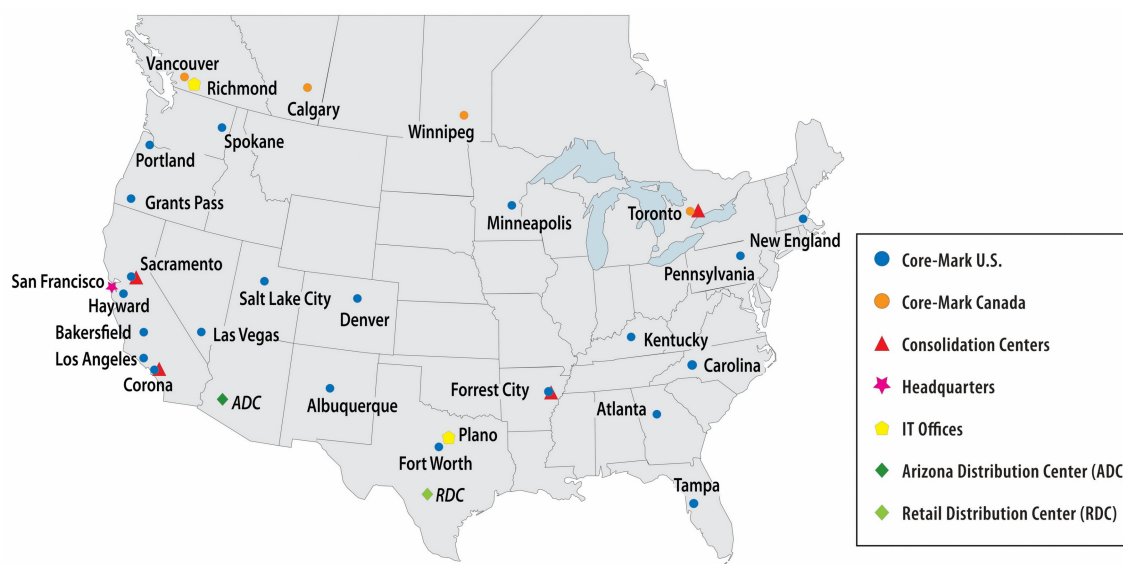 Vancouver
Richmond
Calgary
Winnipeg
Spokane
Portland
Grants Pass
Minneapolis
Toronto
New England
Pennsylvania
Sacramento
San Francisco
Hayward
Salt Lake City
Denver
Bakersfield
Las Vegas
Kentucky
Los Angeles
Corona
Carolina
Forrest City
ADC
Albuquerque
Atlanta
Plano
Fort Worth
RDC
Tampa
Core-Mark U.S.
Core-Mark Canada
Consolidation Centers
Headquarters
IT Offices
Arizona Distribution Center (ADC
Retail Distribution Center (RDC)